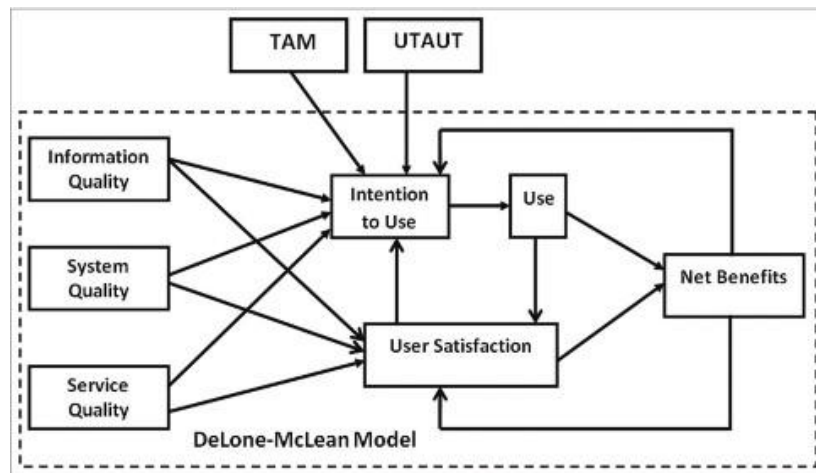 TAM
UTAUT
Information
Quality
Intention
to Use
Use
System
Quality
Net Benefits
User Satisfaction
Service
Quality
DeLone-McLean Model